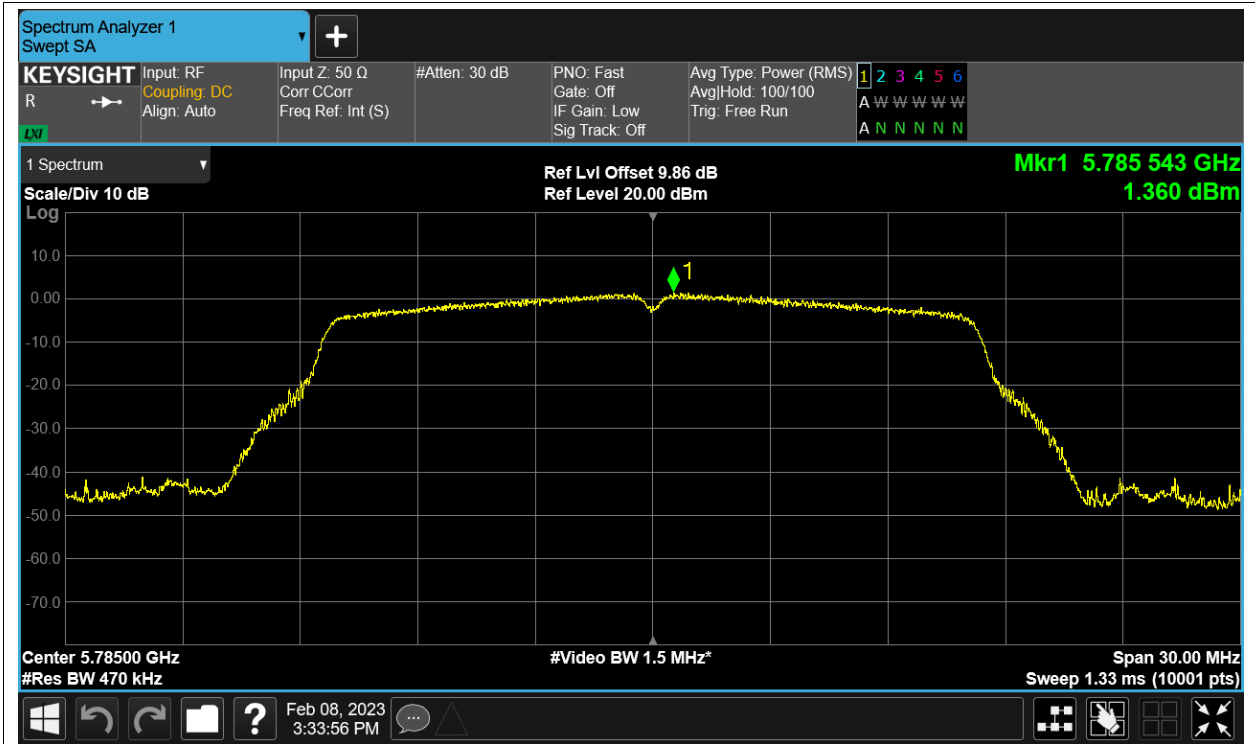 Spectrum Analyzer 1
Swept SA
KEYSIGHT
R
LXI
Input: RF
Coupling: DC
Align: Auto
Input Z: 50 Ω
Corr CCorr
Freq Ref: Int (S)
#Atten: 30 dB
PNO: Fast
Gate: Off
IF Gain: Low
Sig Track: Off
Avg Type: Power (RMS)
Avg|Hold: 100/100
Trig: Free Run
1 2 3 4 5 6
A W W W W W
A N N N N N
1 Spectrum
Scale/Div 10 dB
Log
Ref Lvl Offset 9.86 dB
Ref Level 20.00 dBm
Mkr1 5.785 543 GHz
1.360 dBm
1
10.0
0.00
-10.0
-20.0
-30.0
-40.0
-50.0
-60.0
-70.0
Center 5.78500 GHz
#Res BW 470 kHz
#Video BW 1.5 MHz*
Span 30.00 MHz
Sweep 1.33 ms (10001 pts)
?
Feb 08, 2023
3:33:56 PM